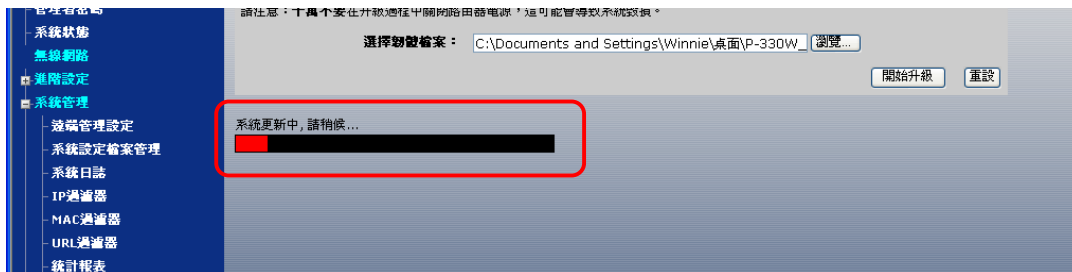 管理者密碼
請注意：千萬不要在升級過程中關閉路由器電源，這可能會導致系統毀損。
系統狀態
選擇韌體檔案：
C:\Documents and Settings\Winnie\桌面\P-330W_
瀏覽...
無線網路
進階設定
開始升級
重設
系統管理
遠端管理設定
系統更新中, 請稍候...
系統設定檔案管理
系統日誌
IP過濾器
MAC過濾器
URL過濾器
統計報表